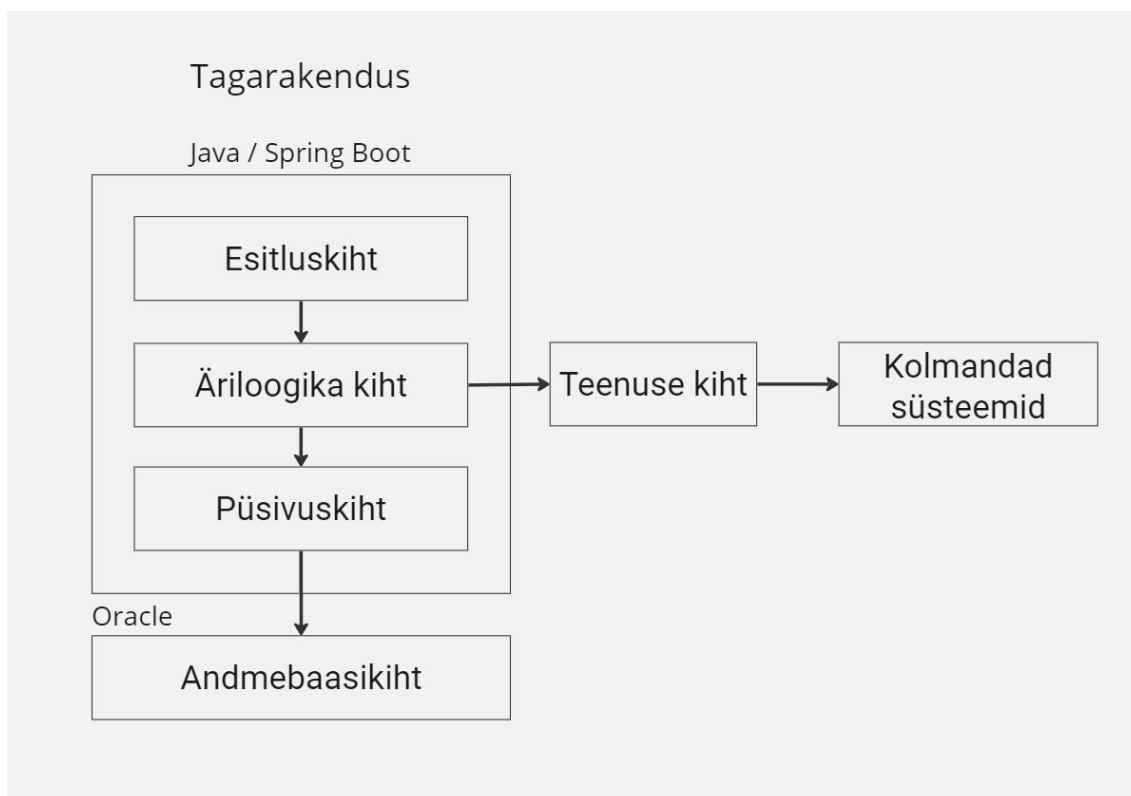 Tagarakendus
Java / Spring Boot
Esitluskiht
Äriloogika kiht
Teenuse kiht
Kolmandad
süsteemid
Püsivuskiht
Oracle
Andmebaasikiht